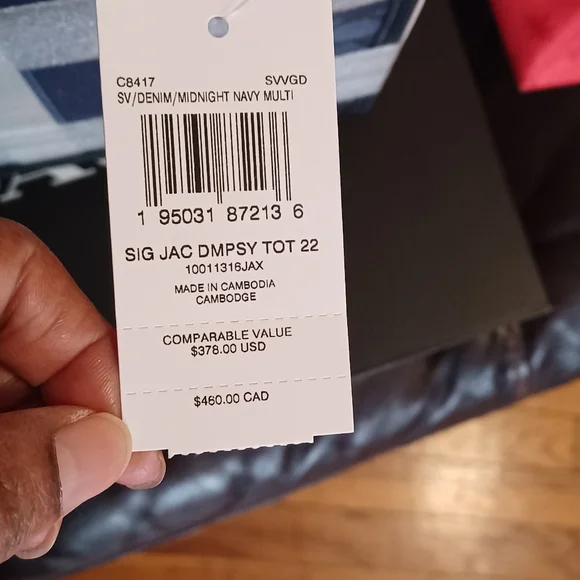 C8417 SVVGD
SV/DENIM/MIDNIGHT NAVY MULTI
1 95031 87213 6
SIG JAC DMPSY TOT 22
10011316JAX
MADE IN CAMBODIA
CAMBODGE
COMPARABLE VALUE
$378.00 USD
$460.00 CAD